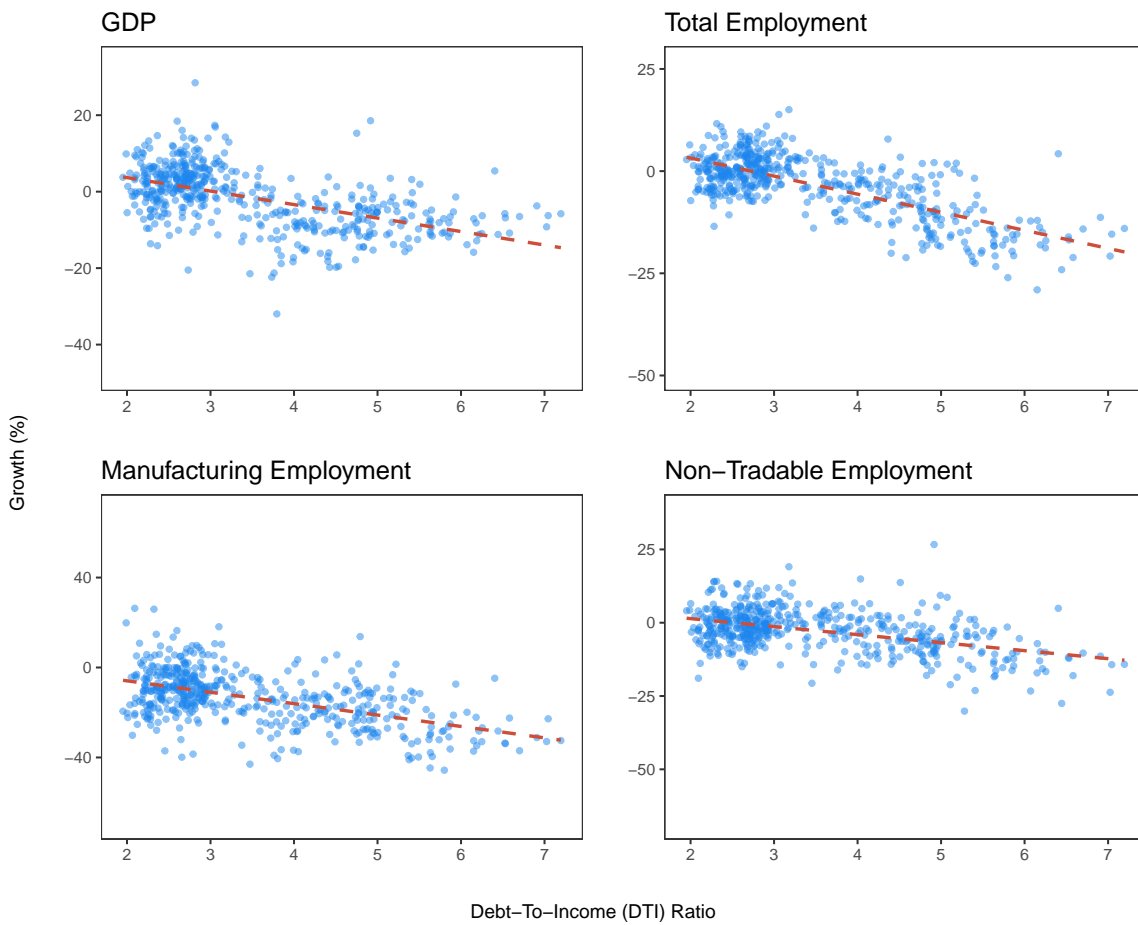 GDP
Total Employment
20
0
−20
−40
2 3 4 5 6 7
25
0
−25
−50
2 3 4 5 6 7
Growth (%)
Manufacturing Employment
Non−Tradable Employment
40
0
−40
2 3 4 5 6 7
25
0
−25
−50
2 3 4 5 6 7
Debt−To−Income (DTI) Ratio